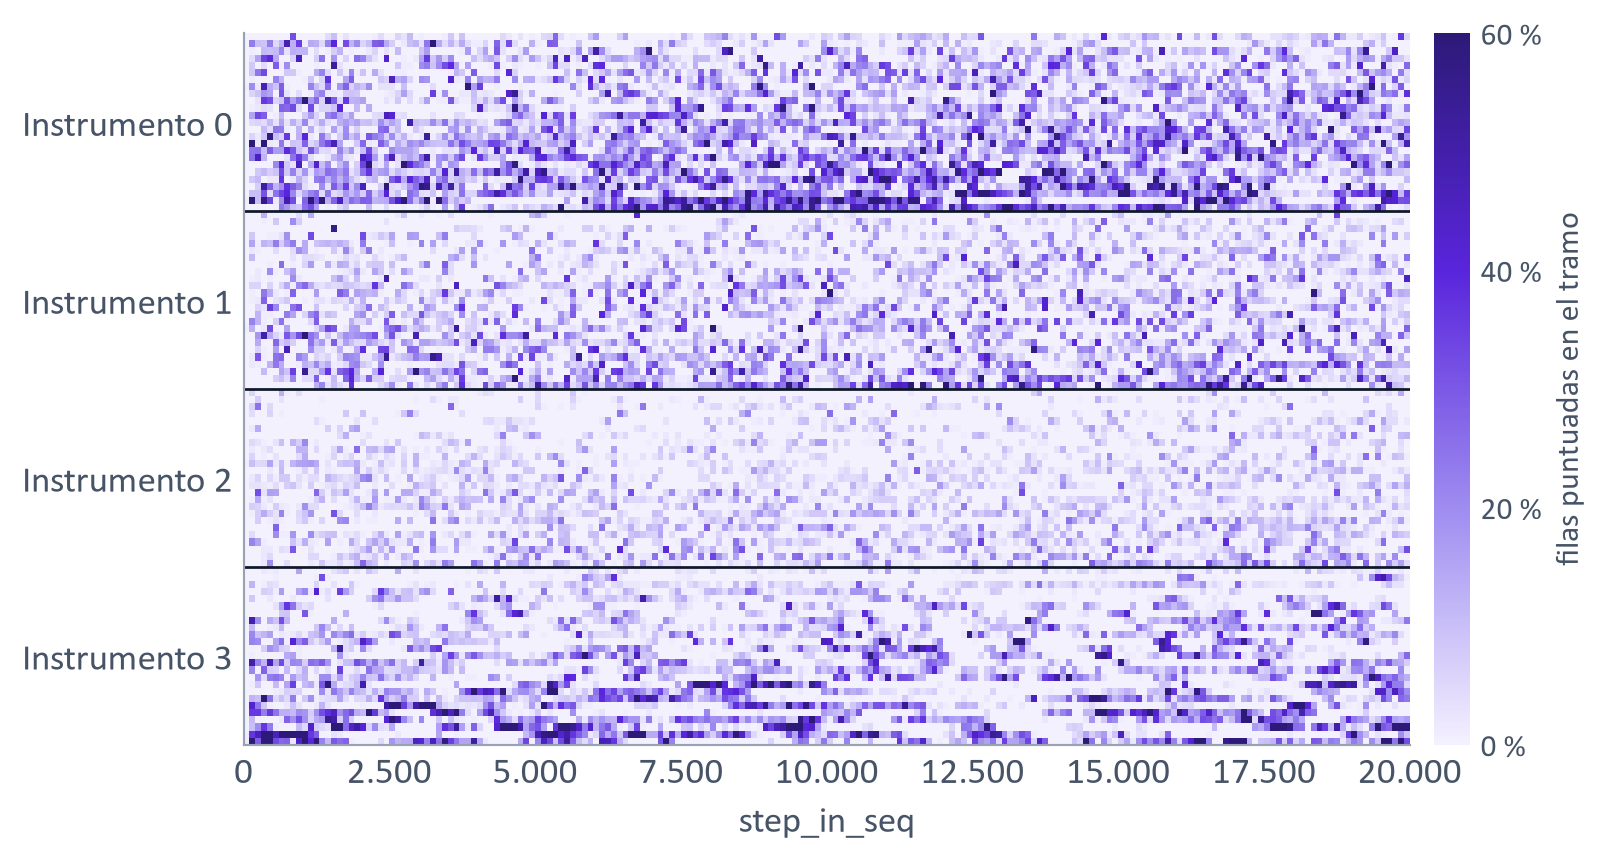 Instrumento 0
Instrumento 1
Instrumento 2
Instrumento 3
0 2.500 5.000 7.500 10.000 12.500 15.000 17.500 20.000
step_in_seq
60 %
40 %
20 %
0 %
filas puntuadas en el tramo